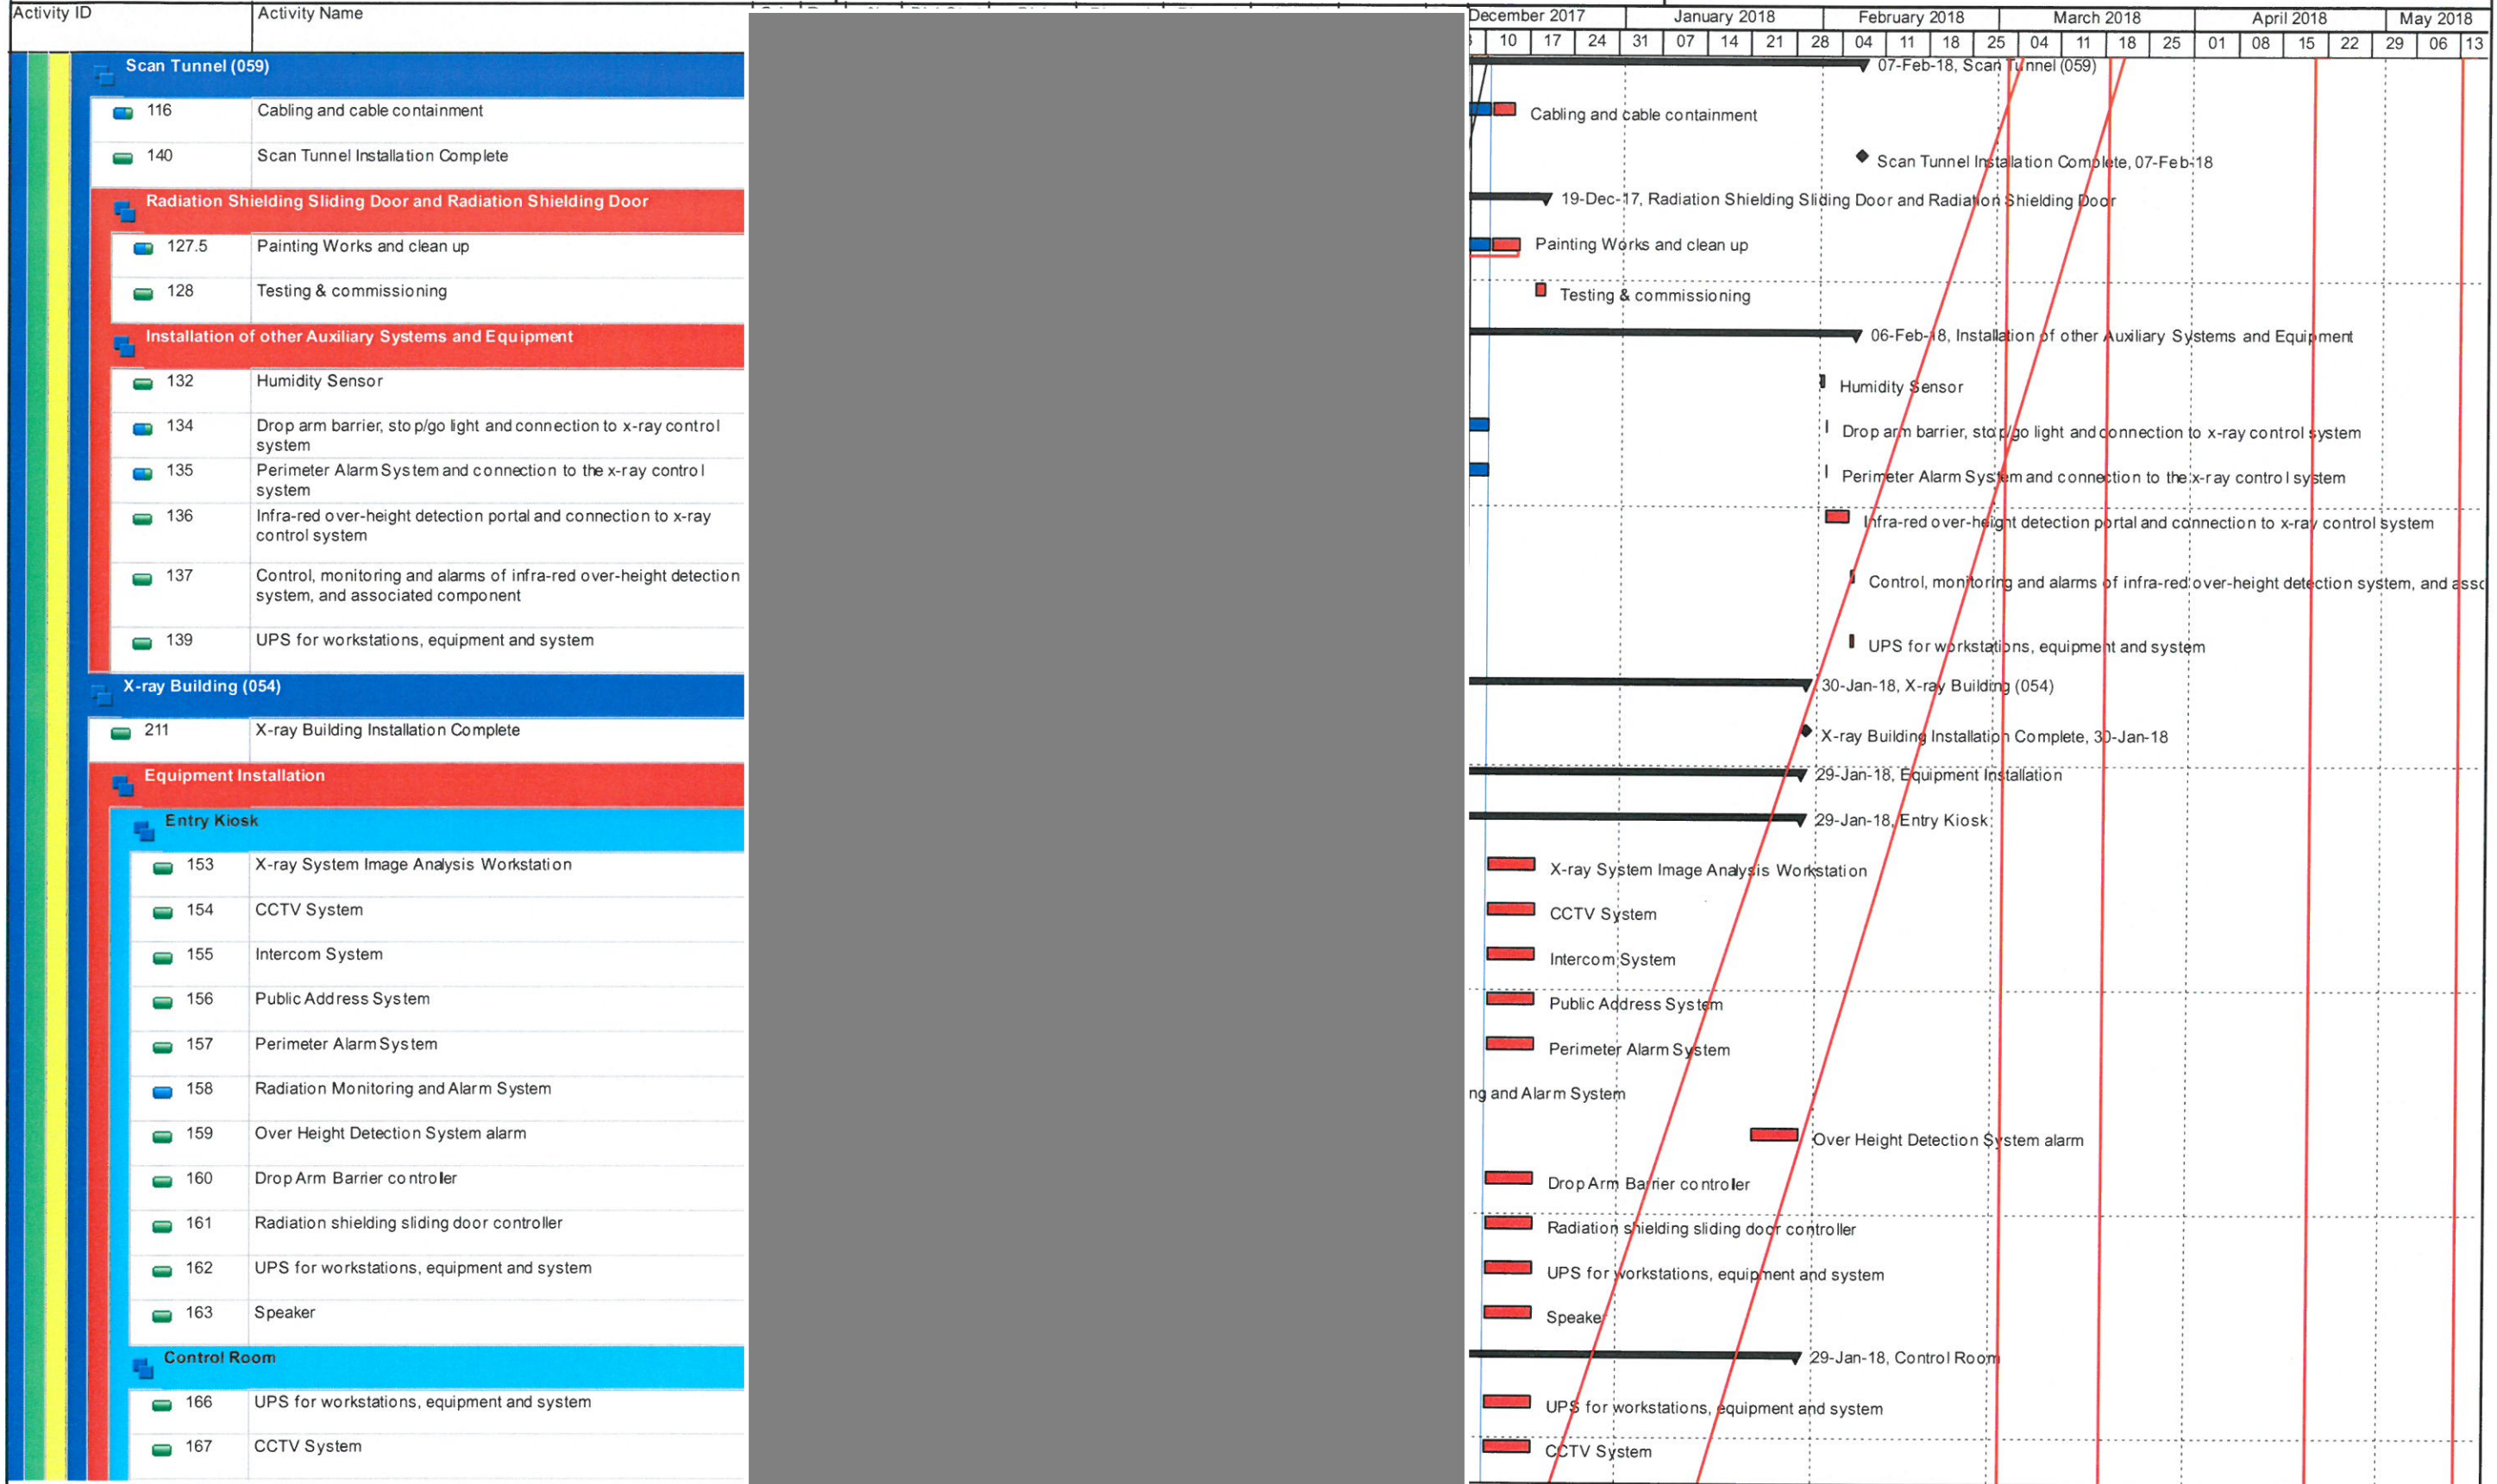 Activity ID Activity Name December 2017 January 2018 February 2018 March 2018 April 2018 May 2018
10 17 24 31 07 14 21 28 04 11 18 25 04 11 18 25 01 08 15 22 29 06 13
Scan Tunnel (059) 07-Feb-18, Scan Tunnel (059)
116 Cabling and cable containment Cabling and cable containment
140 Scan Tunnel Installation Complete Scan Tunnel Installation Complete, 07-Feb-18
Radiation Shielding Sliding Door and Radiation Shielding Door 19-Dec-17, Radiation Shielding Sliding Door and Radiation Shielding Door
127.5 Painting Works and clean up Painting Works and clean up
128 Testing & commissioning Testing & commissioning
Installation of other Auxiliary Systems and Equipment 06-Feb-18, Installation of other Auxiliary Systems and Equipment
132 Humidity Sensor Humidity Sensor
134 Drop arm barrier, stop/go light and connection to x-ray control Drop arm barrier, stop/go light and connection to x-ray control system
system
135 Perimeter Alarm System and connection to the x-ray control Perimeter Alarm System and connection to the x-ray control system
system
136 Infra-red over-height detection portal and connection to x-ray Infra-red over-height detection portal and connection to x-ray control system
control system
137 Control, monitoring and alarms of infra-red over-height detection Control, monitoring and alarms of infra-red over-height detection system, and assc
system, and associated component
139 UPS for workstations, equipment and system UPS for workstations, equipment and system
X-ray Building (054) 30-Jan-18, X-ray Building (054)
211 X-ray Building Installation Complete X-ray Building Installation Complete, 30-Jan-18
Equipment Installation 29-Jan-18, Equipment Installation
Entry Kiosk 29-Jan-18, Entry Kiosk
153 X-ray System Image Analysis Workstation X-ray System Image Analysis Workstation
154 CCTV System CCTV System
155 Intercom System Intercom System
156 Public Address System Public Address System
157 Perimeter Alarm System Perimeter Alarm System
158 Radiation Monitoring and Alarm System ng and Alarm System
159 Over Height Detection System alarm Over Height Detection System alarm
160 Drop Arm Barrier controller Drop Arm Barrier controller
161 Radiation shielding sliding door controller Radiation shielding sliding door controller
162 UPS for workstations, equipment and system UPS for workstations, equipment and system
163 Speaker Speaker
Control Room 29-Jan-18, Control Room
166 UPS for workstations, equipment and system UPS for workstations, equipment and system
167 CCTV System CCTV System